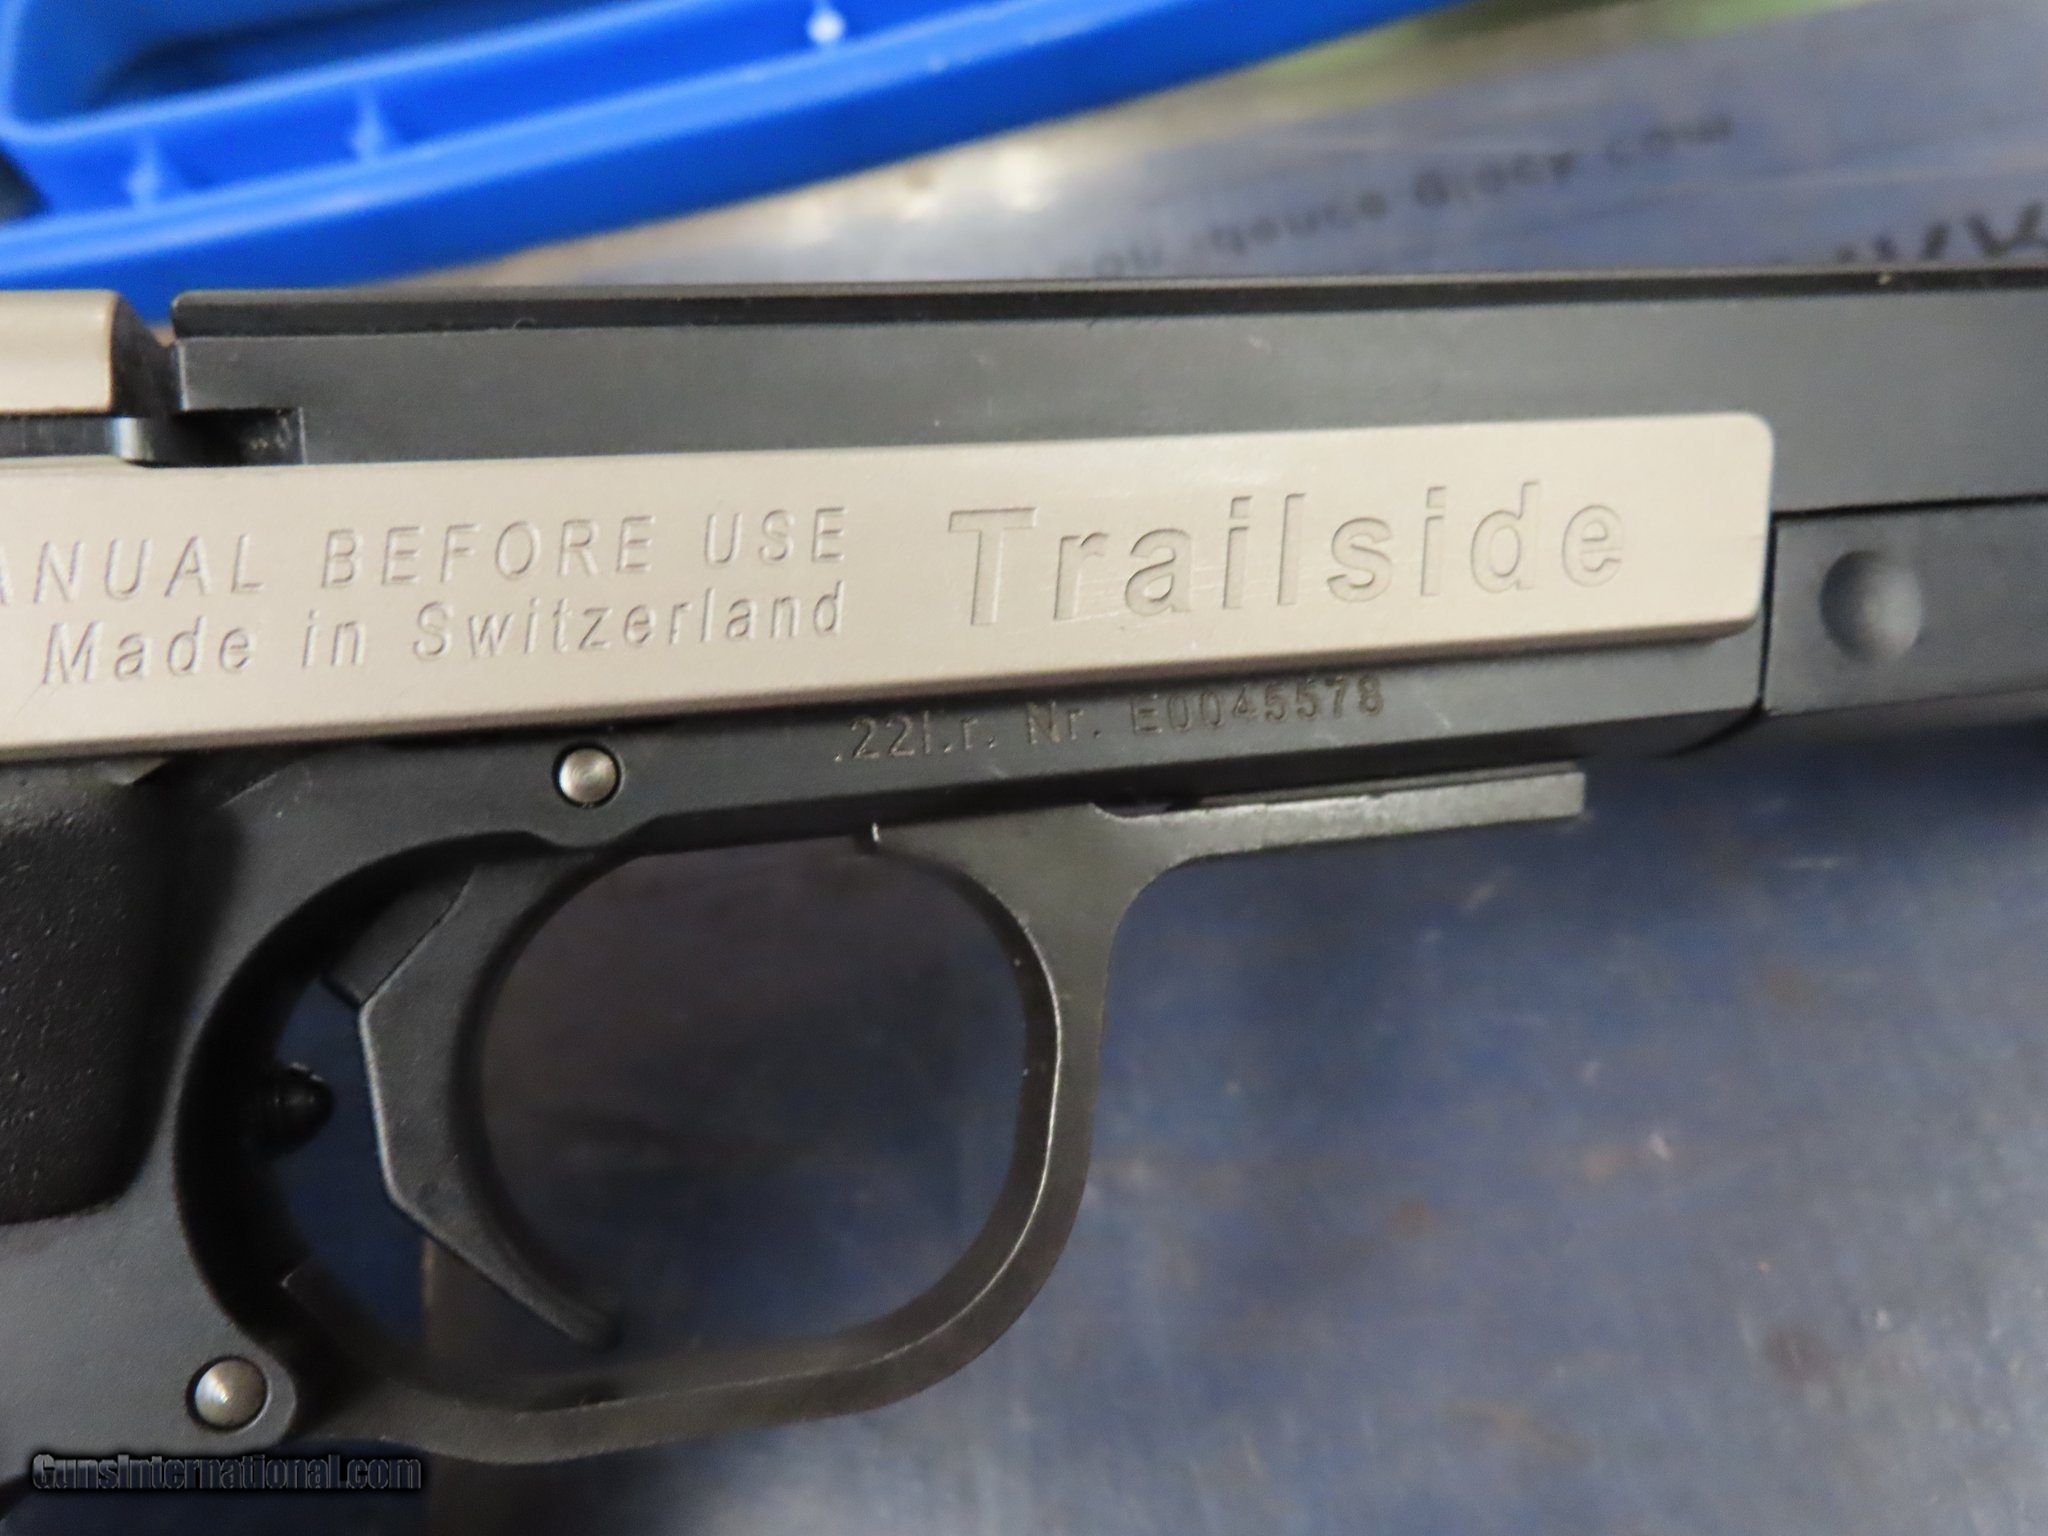 ANUAL BEFORE USE
Made in Switzerland
Trailside
.22l.r. Nr. E0045578
GunsInternational.com